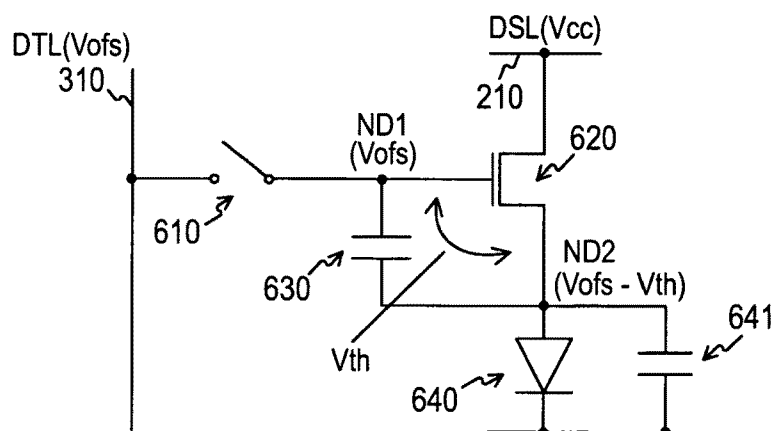 DTL(Vofs)
310
DSL(Vcc)
210
ND1
(Vofs)
620
610
630
ND2
(Vofs - Vth)
641
Vth
640